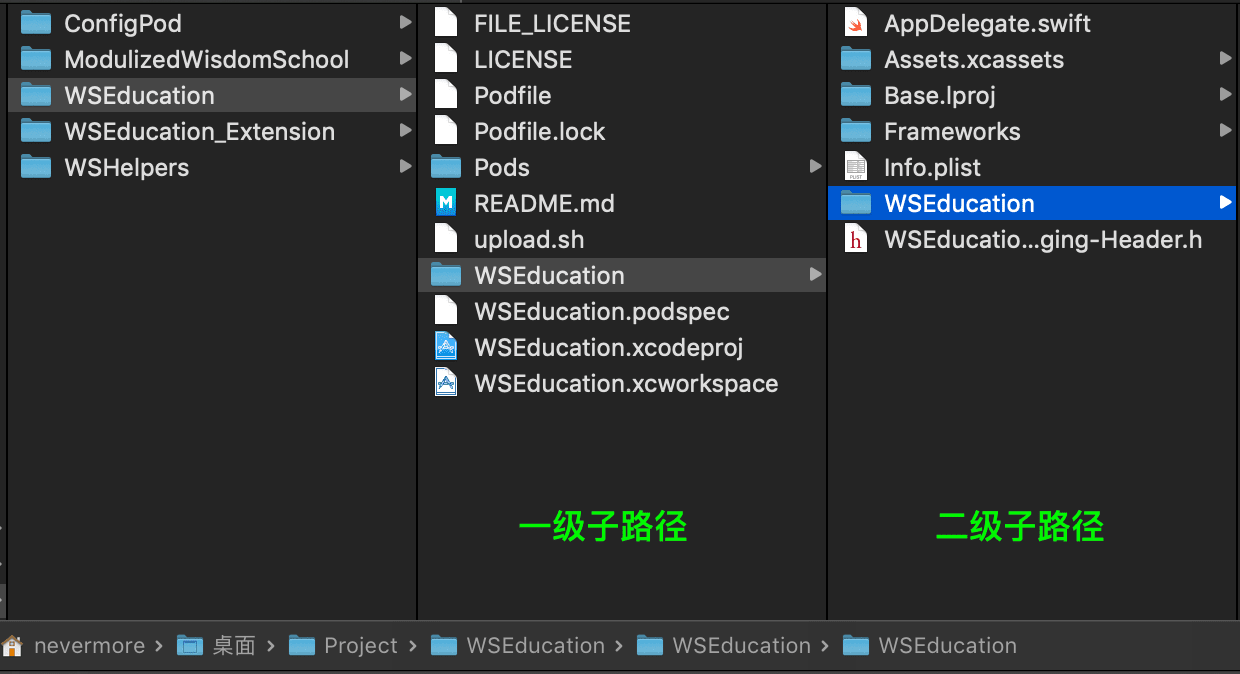 ConfigPod
ModulizedWisdomSchool
WSEducation
WSEducation_Extension
WSHelpers
FILE_LICENSE
LICENSE
Podfile
Podfile.lock
Pods
README.md
upload.sh
WSEducation
WSEducation.podspec
WSEducation.xcodeproj
WSEducation.xcworkspace
一级子路径
AppDelegate.swift
Assets.xcassets
Base.lproj
Frameworks
Info.plist
WSEducation
WSEducatio...ging-Header.h
二级子路径
nevermore › 桌面 › Project › WSEducation › WSEducation › WSEducation